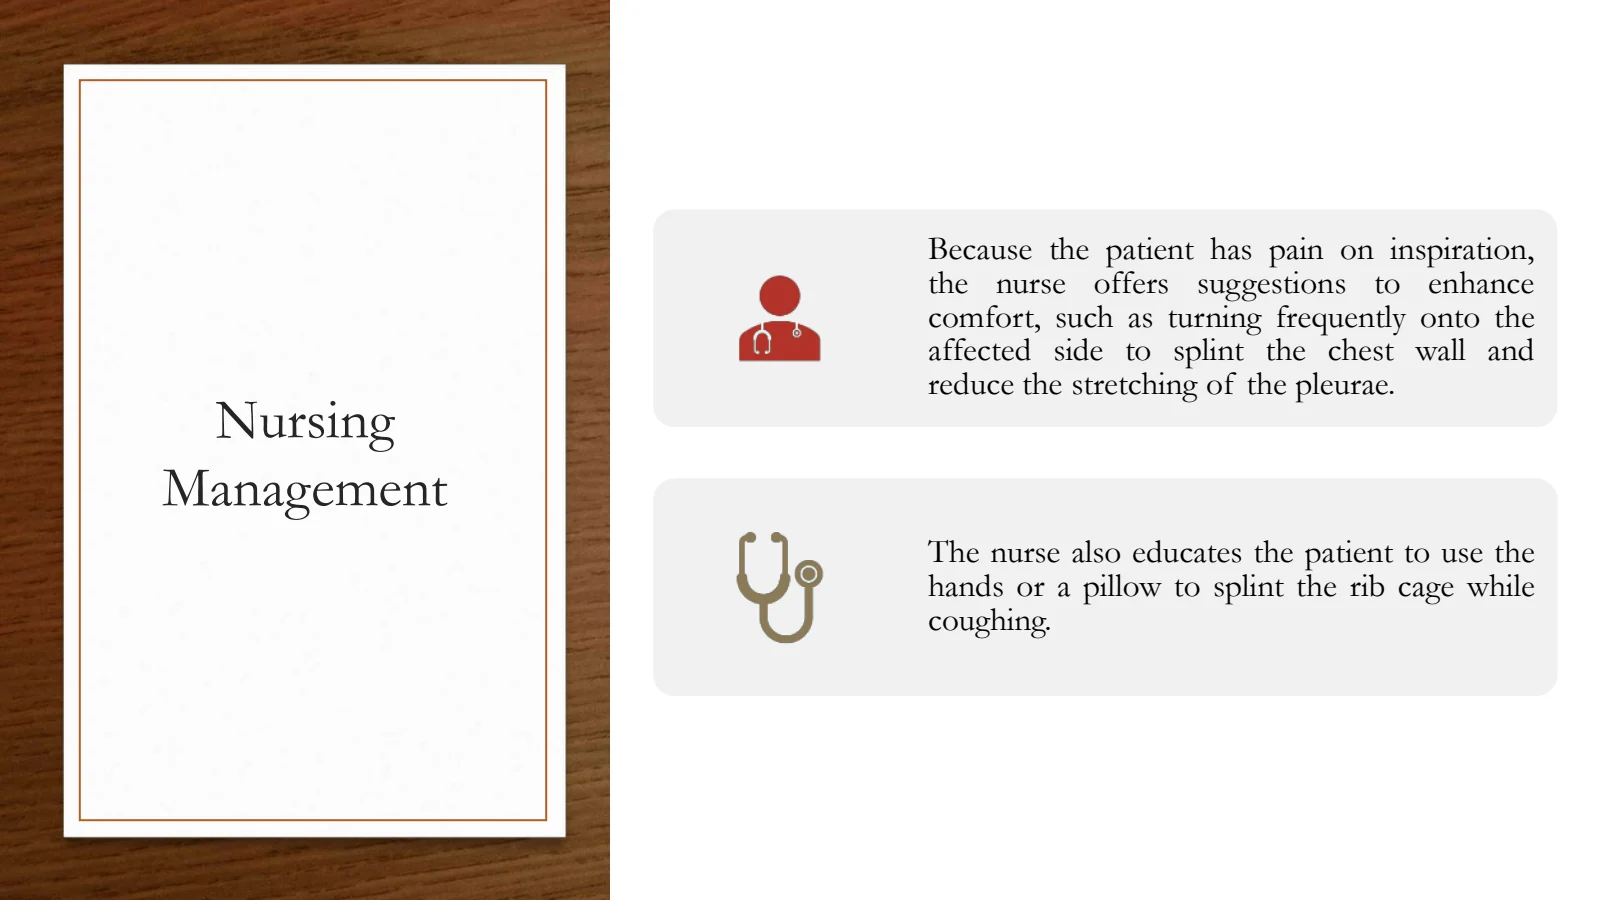 Nursing
Management
Because the patient has pain on inspiration,
the nurse offers suggestions to enhance
comfort, such as turning frequently onto the
affected side to splint the chest wall and
reduce the stretching of the pleurae.
The nurse also educates the patient to use the
hands or a pillow to splint the rib cage while
coughing.